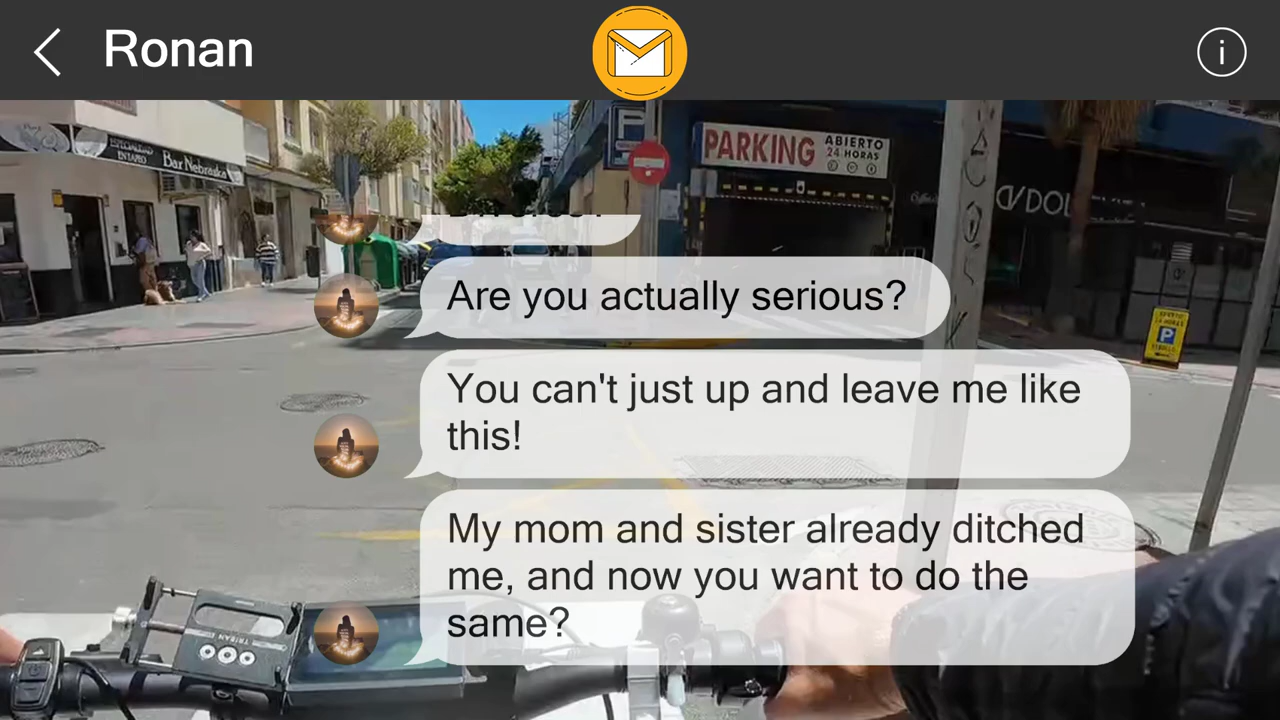 Ronan
i
P
PARKING
ABIERTO
24 HORAS
Bar Nebraska
Are you actually serious?
You can't just up and leave me like
this!
P
My mom and sister already ditched
me, and now you want to do the
same?
TRIBAN